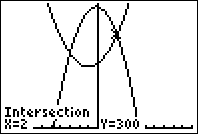 Intersection
X=2 Y=300